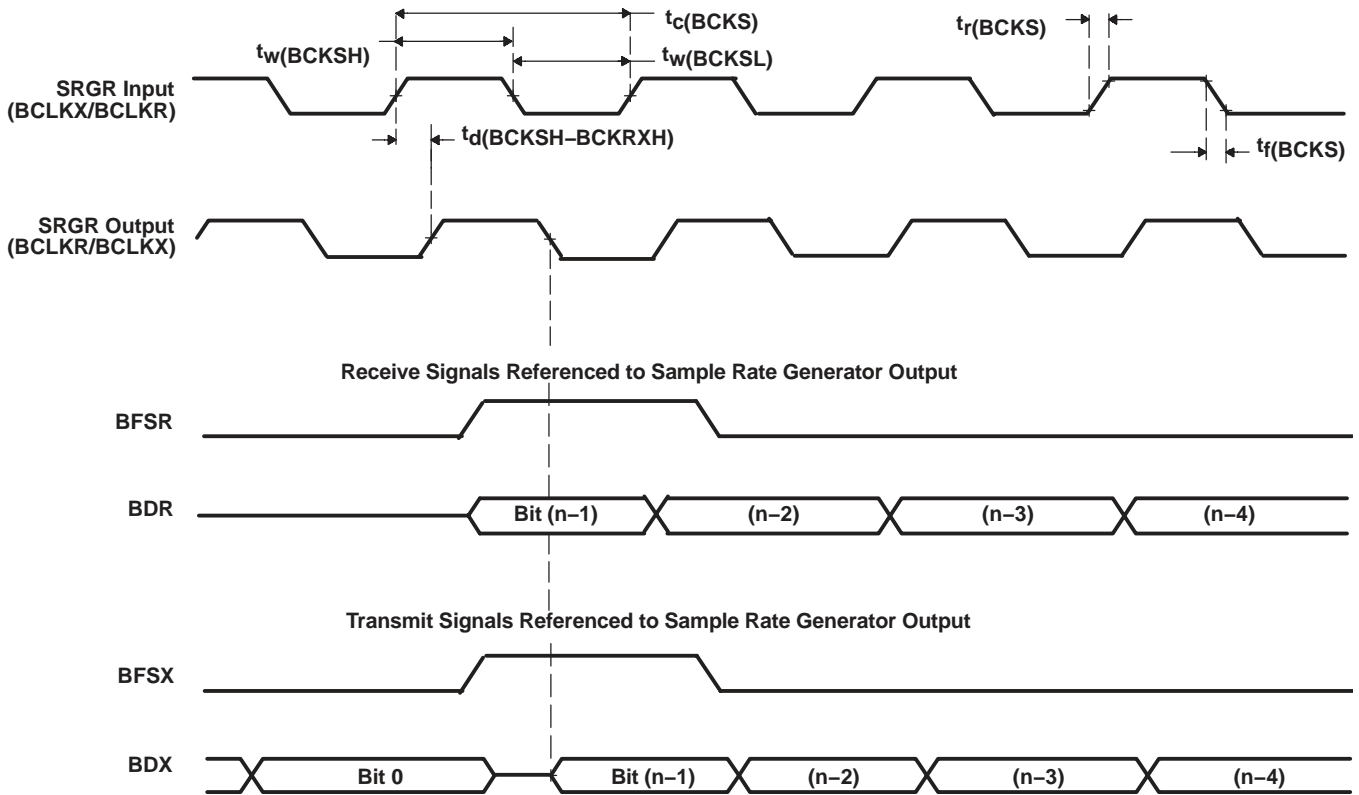 tc(BCKS)
tr(BCKS)
tw(BCKSH)
tw(BCKSL)
SRGR Input
(BCLKX/BCLKR)
td(BCKSH–BCKRXH)
tf(BCKS)
SRGR Output
(BCLKR/BCLKX)
Receive Signals Referenced to Sample Rate Generator Output
BFSR
BDR Bit (n–1) (n–2) (n–3) (n–4)
Transmit Signals Referenced to Sample Rate Generator Output
BFSX
BDX Bit 0 Bit (n–1) (n–2) (n–3) (n–4)